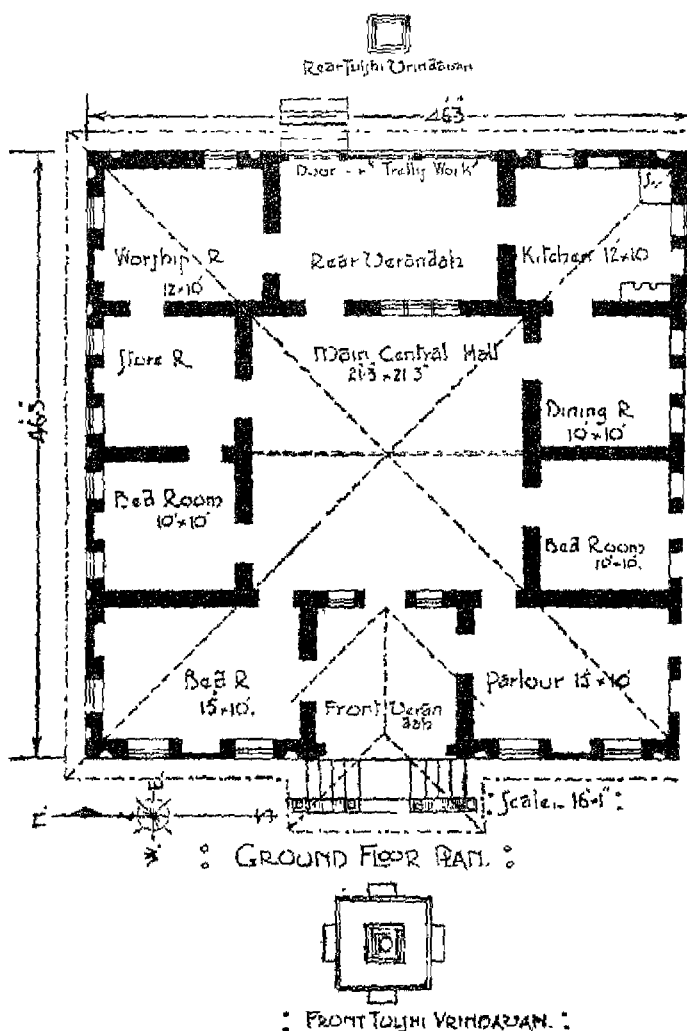 Rear Tulshi Vrindavan
46'3"
Door in Trelly Work
Worship R
12'×10'
Rear Verandah
Kitchen 12'×10'
Store R
Main Central Hall
21'3"×21'3"
Dining R
10'×10'
46'3"
Bed Room
10'×10'
Bed Room
10'×10'
Bed R
15'×10'
Front Veran
dah
Parlour 15'×10'
Scale 16'=1"
E
W.
: GROUND FLOOR PLAN. :
: FRONT TULSHI VRINDAVAN. :